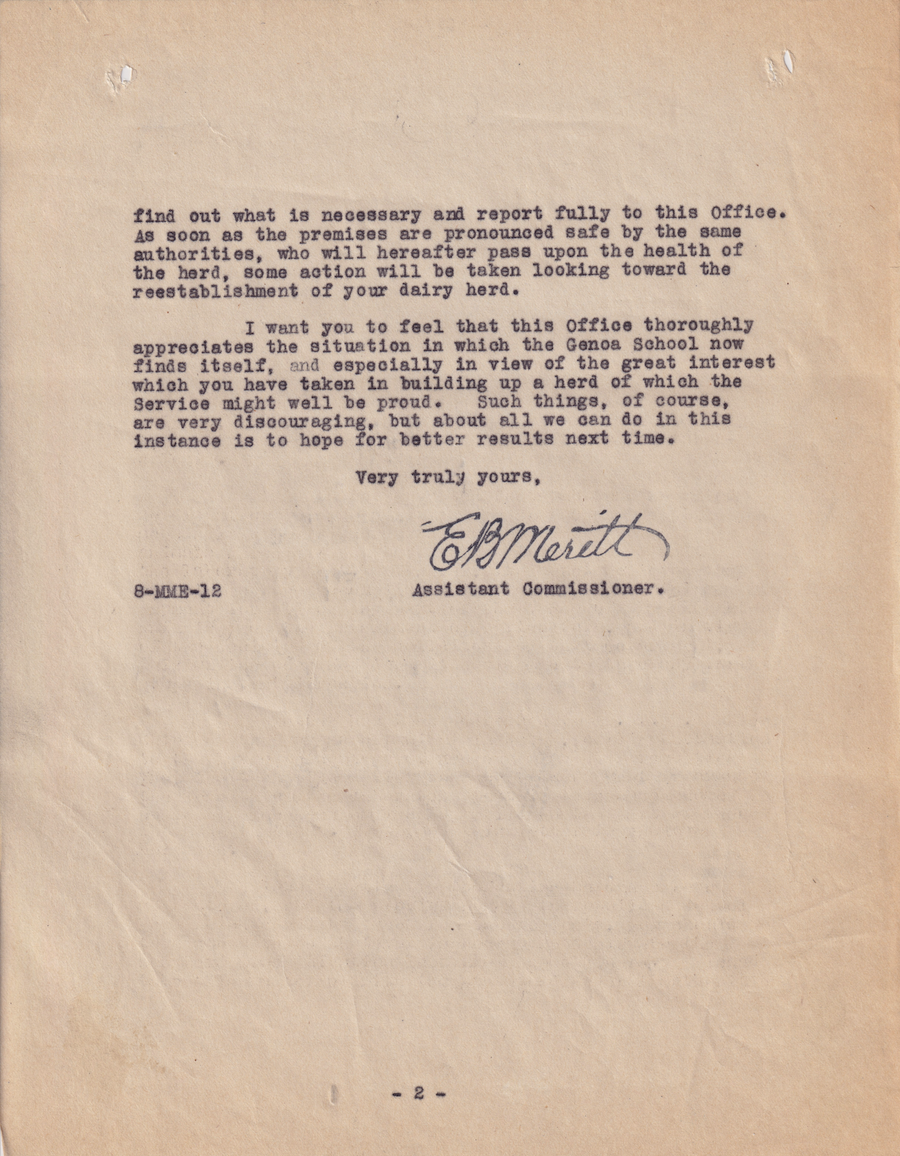 find out what is necessary and report fully to this Office.
As soon as the premises are pronounced safe by the same
authorities, who will hereafter pass upon the health of
the herd, some action will be taken looking toward the
reestablishment of your dairy herd.
I want you to feel that this Office thoroughly
appreciates the situation in which the Genoa School now
finds itself, and especially in view of the great interest
which you have taken in building up a herd of which the
Service might well be proud. Such things, of course,
are very discouraging, but about all we can do in this
instance is to hope for better results next time.
Very truly yours,
EBMeritt
8-MME-12 Assistant Commissioner.
- 2 -